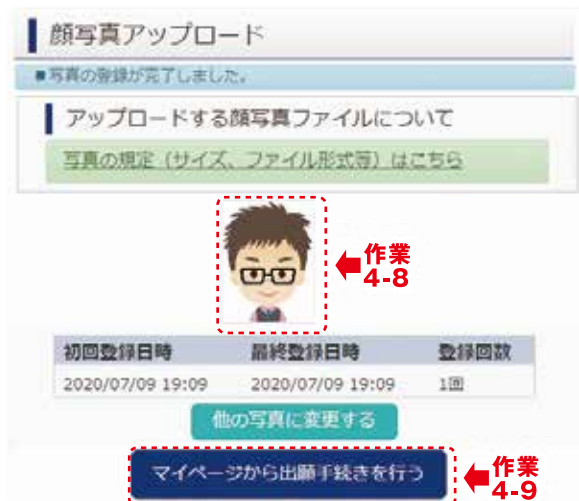 顔写真アップロード
■写真の登録が完了しました。
アップロードする顔写真ファイルについて
写真の規定（サイズ、ファイル形式等）はこちら
作業
4-8
初回登録日時 最終登録日時 登録回数
2020/07/09 19:09 2020/07/09 19:09 1回
他の写真に変更する
マイページから出願手続きを行う
作業
4-9